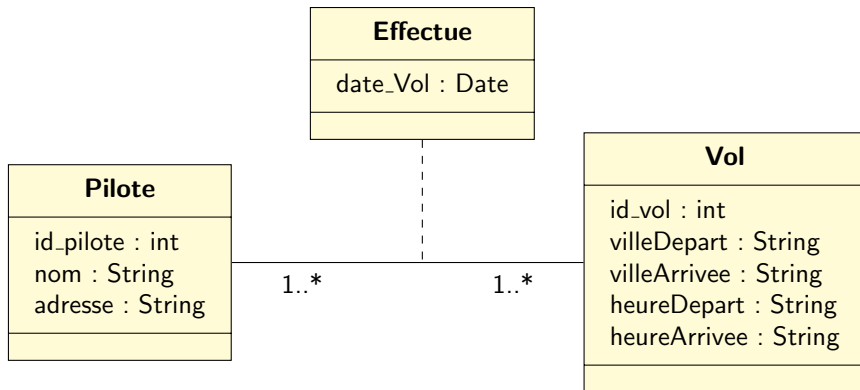 Effectue
date_Vol : Date
Pilote
id_pilote : int
nom : String
adresse : String
1..*
1..*
Vol
id_vol : int
villeDepart : String
villeArrivee : String
heureDepart : String
heureArrivee : String